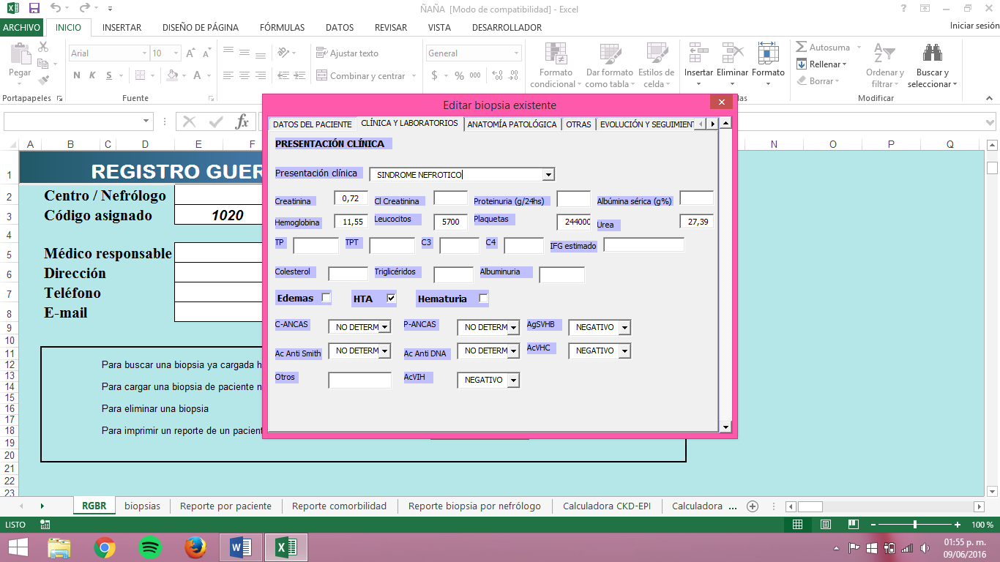 ÑAÑA [Modo de compatibilidad] - Excel
ARCHIVO INICIO INSERTAR DISEÑO DE PÁGINA FÓRMULAS DATOS REVISAR VISTA DESARROLLADOR Iniciar sesión
Pegar
Portapapeles
Arial 10
N K S
Fuente
Ajustar texto
Combinar y centrar
General
$ % 000
Formato condicional
Dar formato como tabla
Estilos de celda
Insertar Eliminar Formato
Autosuma
Rellenar
Borrar
Ordenar y filtrar
Buscar y seleccionar
Modificar
fx
A B C D E F N O P Q
1 REGISTRO GUER
2 Centro / Nefrólogo
3 Código asignado 1020
4
5 Médico responsable
6 Dirección
7 Teléfono
8 E-mail
9
10
11
12 Para buscar una biopsia ya cargada h
13
14 Para cargar una biopsia de paciente n
15
16 Para eliminar una biopsia
17
18 Para imprimir un reporte de un pacient
19
20
21
22
23
Editar biopsia existente
DATOS DEL PACIENTE CLÍNICA Y LABORATORIOS ANATOMÍA PATOLÓGICA OTRAS EVOLUCIÓN Y SEGUIMIENT
PRESENTACIÓN CLÍNICA
Presentación clínica SINDROME NEFROTICO
Creatinina 0,72 Cl Creatinina Proteinuria (g/24hs) Albúmina sérica (g%)
Hemoglobina 11,55 Leucocitos 5700 Plaquetas 244000 Urea 27,39
TP TPT C3 C4 IFG estimado
Colesterol Triglicéridos Albuminuria
Edemas HTA Hematuria
C-ANCAS NO DETERM P-ANCAS NO DETERM AgSVHB NEGATIVO
Ac Anti Smith NO DETERM Ac Anti DNA NO DETERM AcVHC NEGATIVO
Otros AcVIH NEGATIVO
RGBR biopsias Reporte por paciente Reporte comorbilidad Reporte biopsia por nefrólogo Calculadora CKD-EPI Calculadora ...
LISTO 100 %
01:55 p. m.
09/06/2016